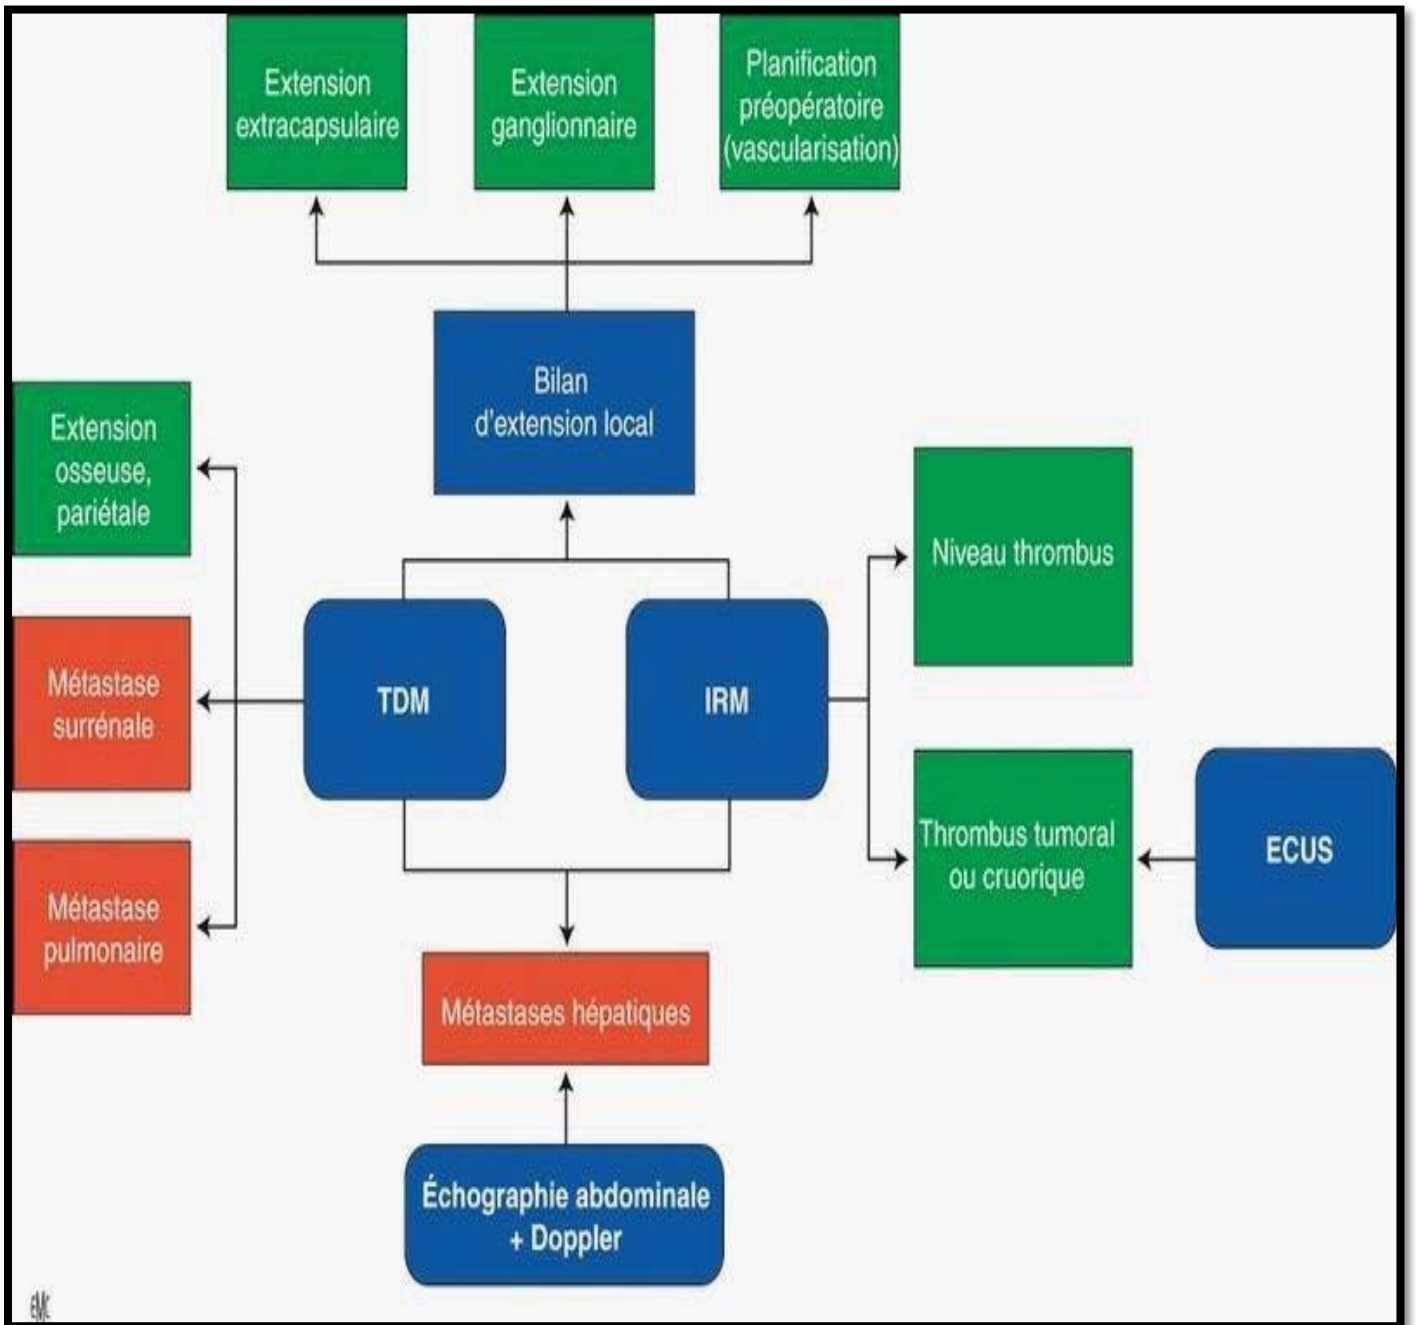 Extension
extracapsulaire
Extension
ganglionnaire
Planification
préopératoire
(vascularisation)
Bilan
d'extension local
Extension
osseuse,
pariétale
Niveau thrombus
Métastase
surrénale
TDM
IRM
Thrombus tumoral
ou cruorique
ECUS
Métastase
pulmonaire
Métastases hépatiques
Échographie abdominale
+ Doppler
EMC